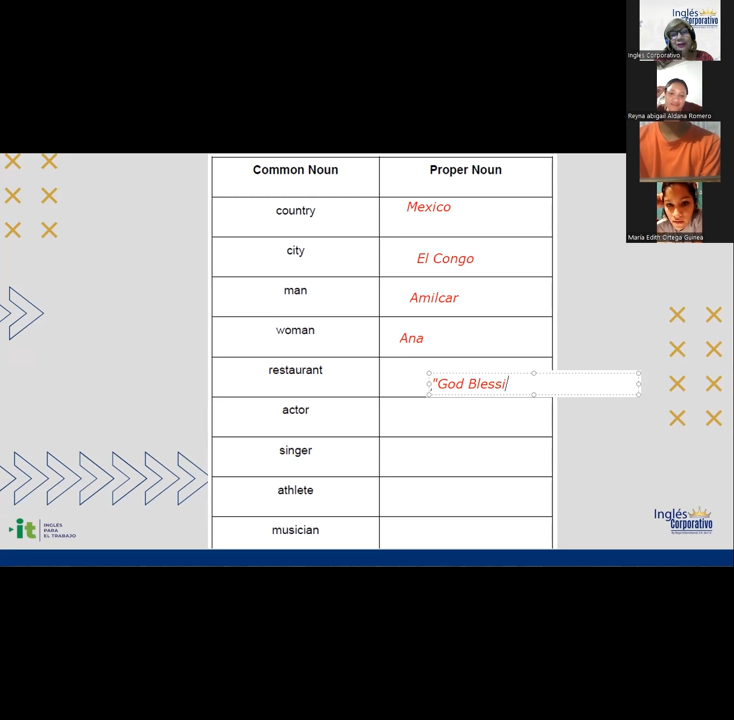 Inglés
Corporativo
Inglés Corporativo
Reyna abigail Aldana Romero
María Edith Ortega Guinea
Common Noun Proper Noun
country Mexico
city El Congo
man Amilcar
woman Ana
restaurant "God Blessi
actor
singer
athlete
musician
it INGLÉS
PARA
EL TRABAJO
Inglés
Corporativo